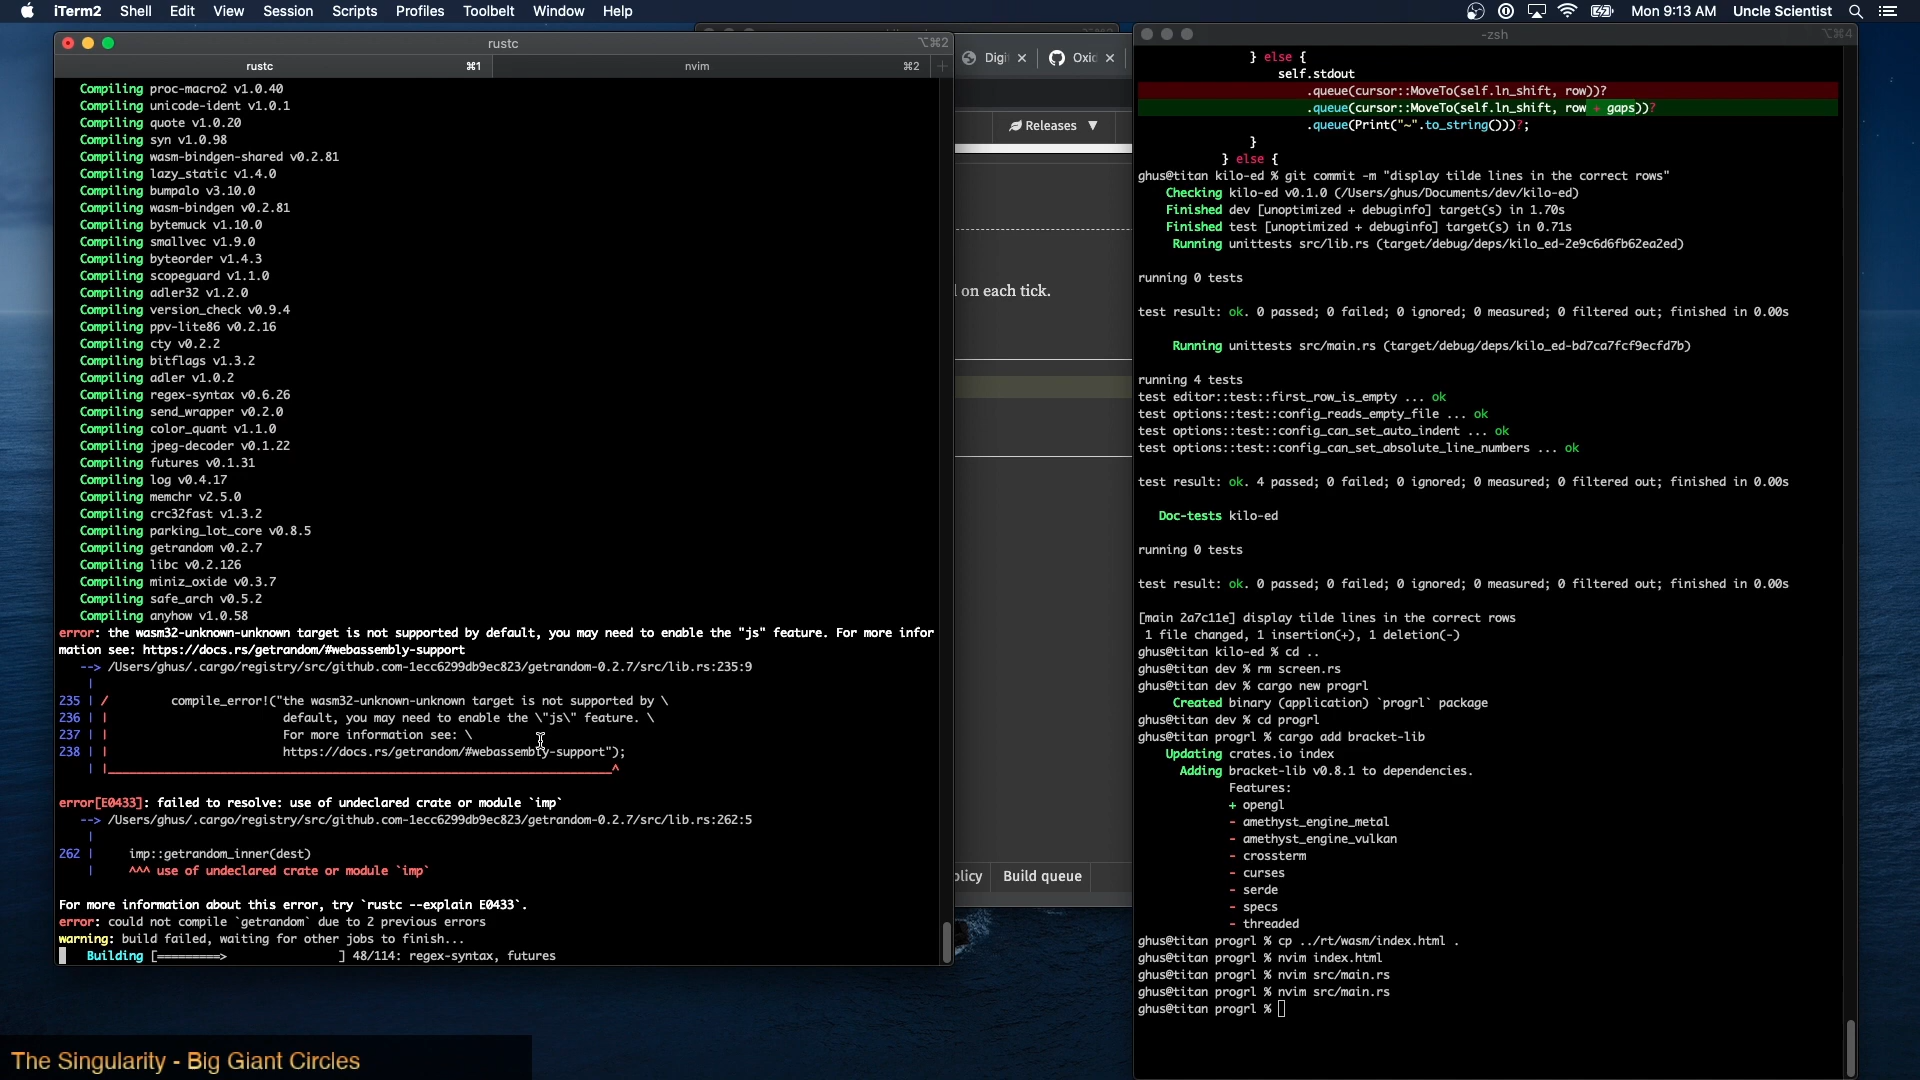 iTerm2 Shell Edit View Session Scripts Profiles Toolbelt Window Help
Mon 9:13 AM Uncle Scientist
rustc ⌥⌘2
rustc ⌘1 nvim ⌘2 +
Compiling proc-macro2 v1.0.40
Compiling unicode-ident v1.0.1
Compiling quote v1.0.20
Compiling syn v1.0.98
Compiling wasm-bindgen-shared v0.2.81
Compiling lazy_static v1.4.0
Compiling bumpalo v3.10.0
Compiling wasm-bindgen v0.2.81
Compiling bytemuck v1.10.0
Compiling smallvec v1.9.0
Compiling byteorder v1.4.3
Compiling scopeguard v1.1.0
Compiling adler32 v1.2.0
Compiling version_check v0.9.4
Compiling ppv-lite86 v0.2.16
Compiling cty v0.2.2
Compiling bitflags v1.3.2
Compiling adler v1.0.2
Compiling regex-syntax v0.6.26
Compiling send_wrapper v0.2.0
Compiling color_quant v1.1.0
Compiling jpeg-decoder v0.1.22
Compiling futures v0.1.31
Compiling log v0.4.17
Compiling memchr v2.5.0
Compiling crc32fast v1.3.2
Compiling parking_lot_core v0.8.5
Compiling getrandom v0.2.7
Compiling libc v0.2.126
Compiling miniz_oxide v0.3.7
Compiling safe_arch v0.5.2
Compiling anyhow v1.0.58
error: the wasm32-unknown-unknown target is not supported by default, you may need to enable the "js" feature. For more infor
mation see: https://docs.rs/getrandom/#webassembly-support
--> /Users/ghus/.cargo/registry/src/github.com-1ecc6299db9ec823/getrandom-0.2.7/src/lib.rs:235:9
|
235 | / compile_error!("the wasm32-unknown-unknown target is not supported by \
236 | | default, you may need to enable the \"js\" feature. \
237 | | For more information see: \
238 | | https://docs.rs/getrandom/#webassembly-support");
| |_________________________________________________________________________^
error[E0433]: failed to resolve: use of undeclared crate or module `imp`
--> /Users/ghus/.cargo/registry/src/github.com-1ecc6299db9ec823/getrandom-0.2.7/src/lib.rs:262:5
|
262 | imp::getrandom_inner(dest)
| ^^^ use of undeclared crate or module `imp`
For more information about this error, try `rustc --explain E0433`.
error: could not compile `getrandom` due to 2 previous errors
warning: build failed, waiting for other jobs to finish...
Building [=========> ] 48/114: regex-syntax, futures
Digi × Oxid ×
Releases ▼
l on each tick.
olicy Build queue
-zsh ⌥⌘4
} else {
self.stdout
.queue(cursor::MoveTo(self.ln_shift, row))?
.queue(cursor::MoveTo(self.ln_shift, row + gaps))?
.queue(Print("~".to_string()))?;
}
} else {
ghus@titan kilo-ed % git commit -m "display tilde lines in the correct rows"
Checking kilo-ed v0.1.0 (/Users/ghus/Documents/dev/kilo-ed)
Finished dev [unoptimized + debuginfo] target(s) in 1.70s
Finished test [unoptimized + debuginfo] target(s) in 0.71s
Running unittests src/lib.rs (target/debug/deps/kilo_ed-2e9c6d6fb62ea2ed)
running 0 tests
test result: ok. 0 passed; 0 failed; 0 ignored; 0 measured; 0 filtered out; finished in 0.00s
Running unittests src/main.rs (target/debug/deps/kilo_ed-bd7ca7fcf9ecfd7b)
running 4 tests
test editor::test::first_row_is_empty ... ok
test options::test::config_reads_empty_file ... ok
test options::test::config_can_set_auto_indent ... ok
test options::test::config_can_set_absolute_line_numbers ... ok
test result: ok. 4 passed; 0 failed; 0 ignored; 0 measured; 0 filtered out; finished in 0.00s
Doc-tests kilo-ed
running 0 tests
test result: ok. 0 passed; 0 failed; 0 ignored; 0 measured; 0 filtered out; finished in 0.00s
[main 2a7c11e] display tilde lines in the correct rows
1 file changed, 1 insertion(+), 1 deletion(-)
ghus@titan kilo-ed % cd ..
ghus@titan dev % rm screen.rs
ghus@titan dev % cargo new progrl
Created binary (application) `progrl` package
ghus@titan dev % cd progrl
ghus@titan progrl % cargo add bracket-lib
Updating crates.io index
Adding bracket-lib v0.8.1 to dependencies.
Features:
+ opengl
- amethyst_engine_metal
- amethyst_engine_vulkan
- crossterm
- curses
- serde
- specs
- threaded
ghus@titan progrl % cp ../rt/wasm/index.html .
ghus@titan progrl % nvim index.html
ghus@titan progrl % nvim src/main.rs
ghus@titan progrl % nvim src/main.rs
ghus@titan progrl %
The Singularity - Big Giant Circles